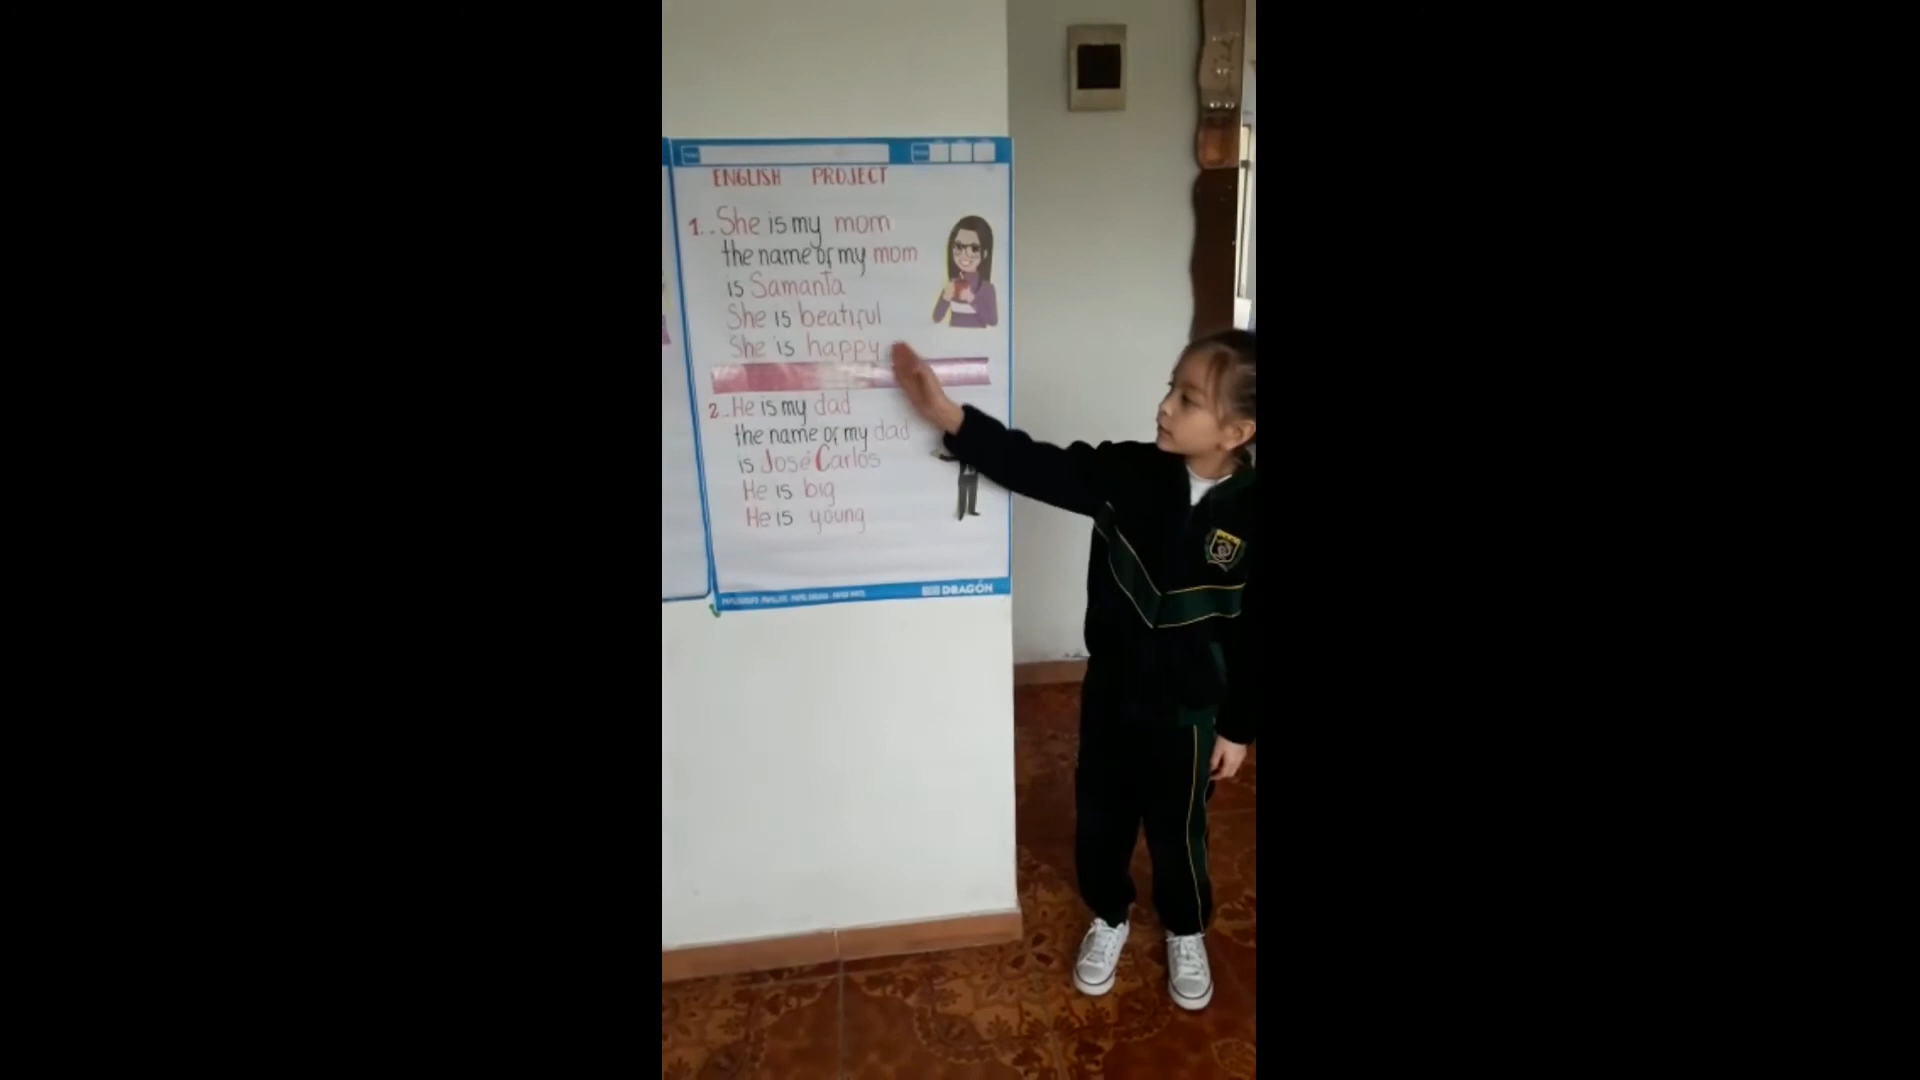 ENGLISH PROJECT
1.. She is my mom
the name of my mom
is Samanta
She is beatiful
She is happy
2.. He is my dad
the name of my dad
is José Carlos
He is big
He is young
DRAGÓN